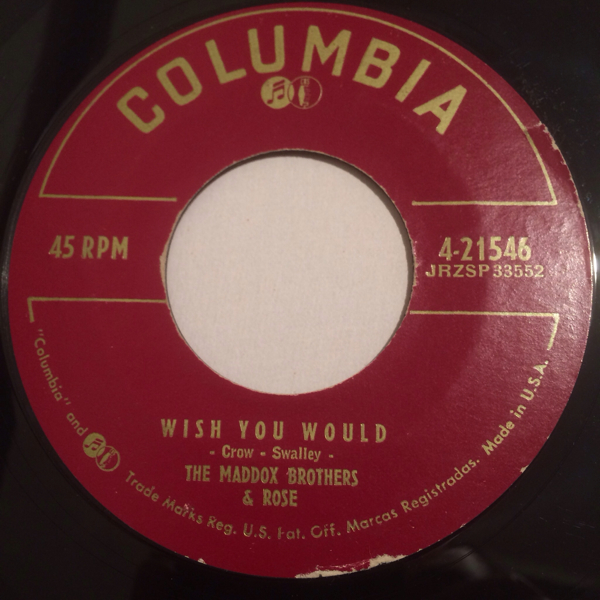 COLUMBIA
45 RPM
4-21546
JRZSP 33552
WISH YOU WOULD
- Crow - Swalley -
THE MADDOX BROTHERS
& ROSE
"Columbia" and Trade Marks Reg. U.S. Pat. Off. Marcas Registradas. Made in U.S.A.